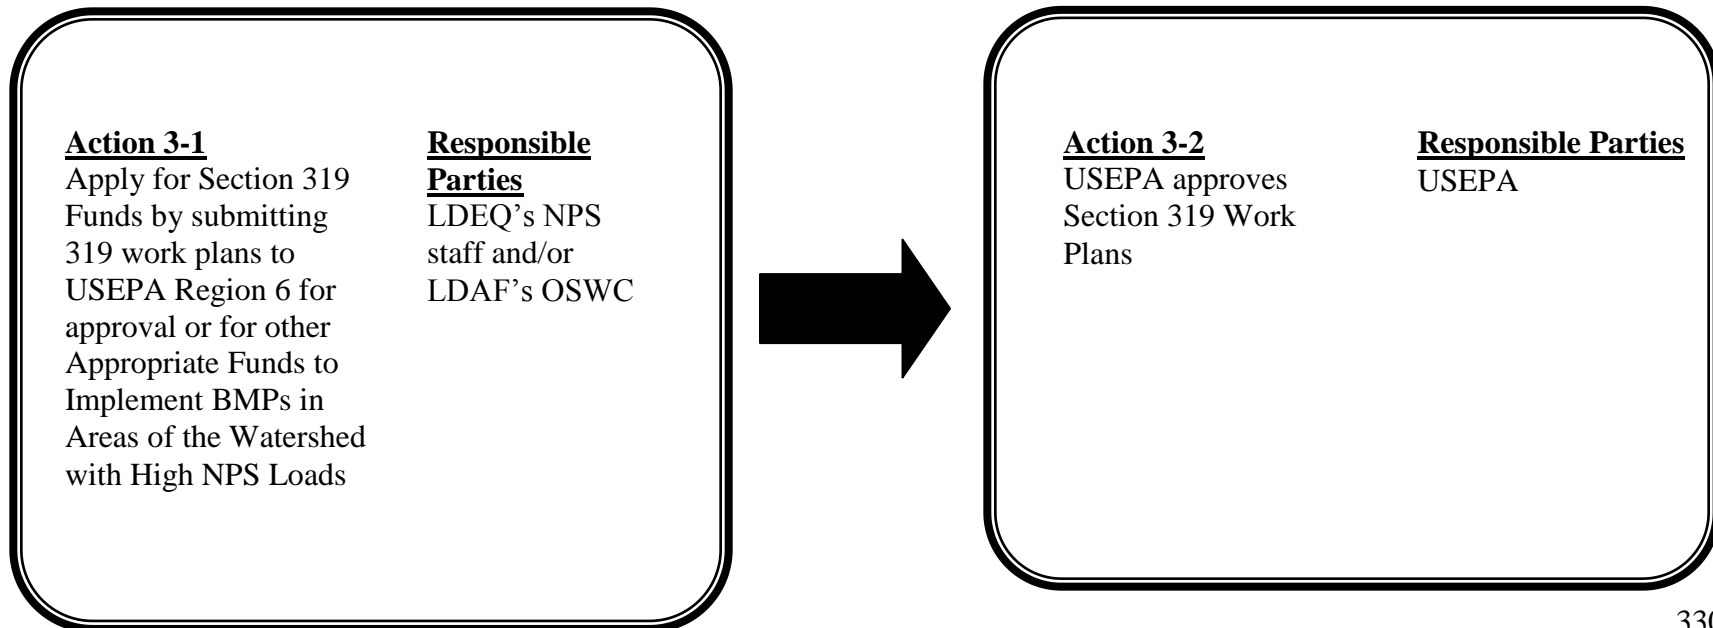 Action 3-1
Apply for Section 319
Funds by submitting
319 work plans to
USEPA Region 6 for
approval or for other
Appropriate Funds to
Implement BMPs in
Areas of the Watershed
with High NPS Loads
Responsible
Parties
LDEQ’s NPS
staff and/or
LDAF’s OSWC
Action 3-2
USEPA approves
Section 319 Work
Plans
Responsible Parties
USEPA
330